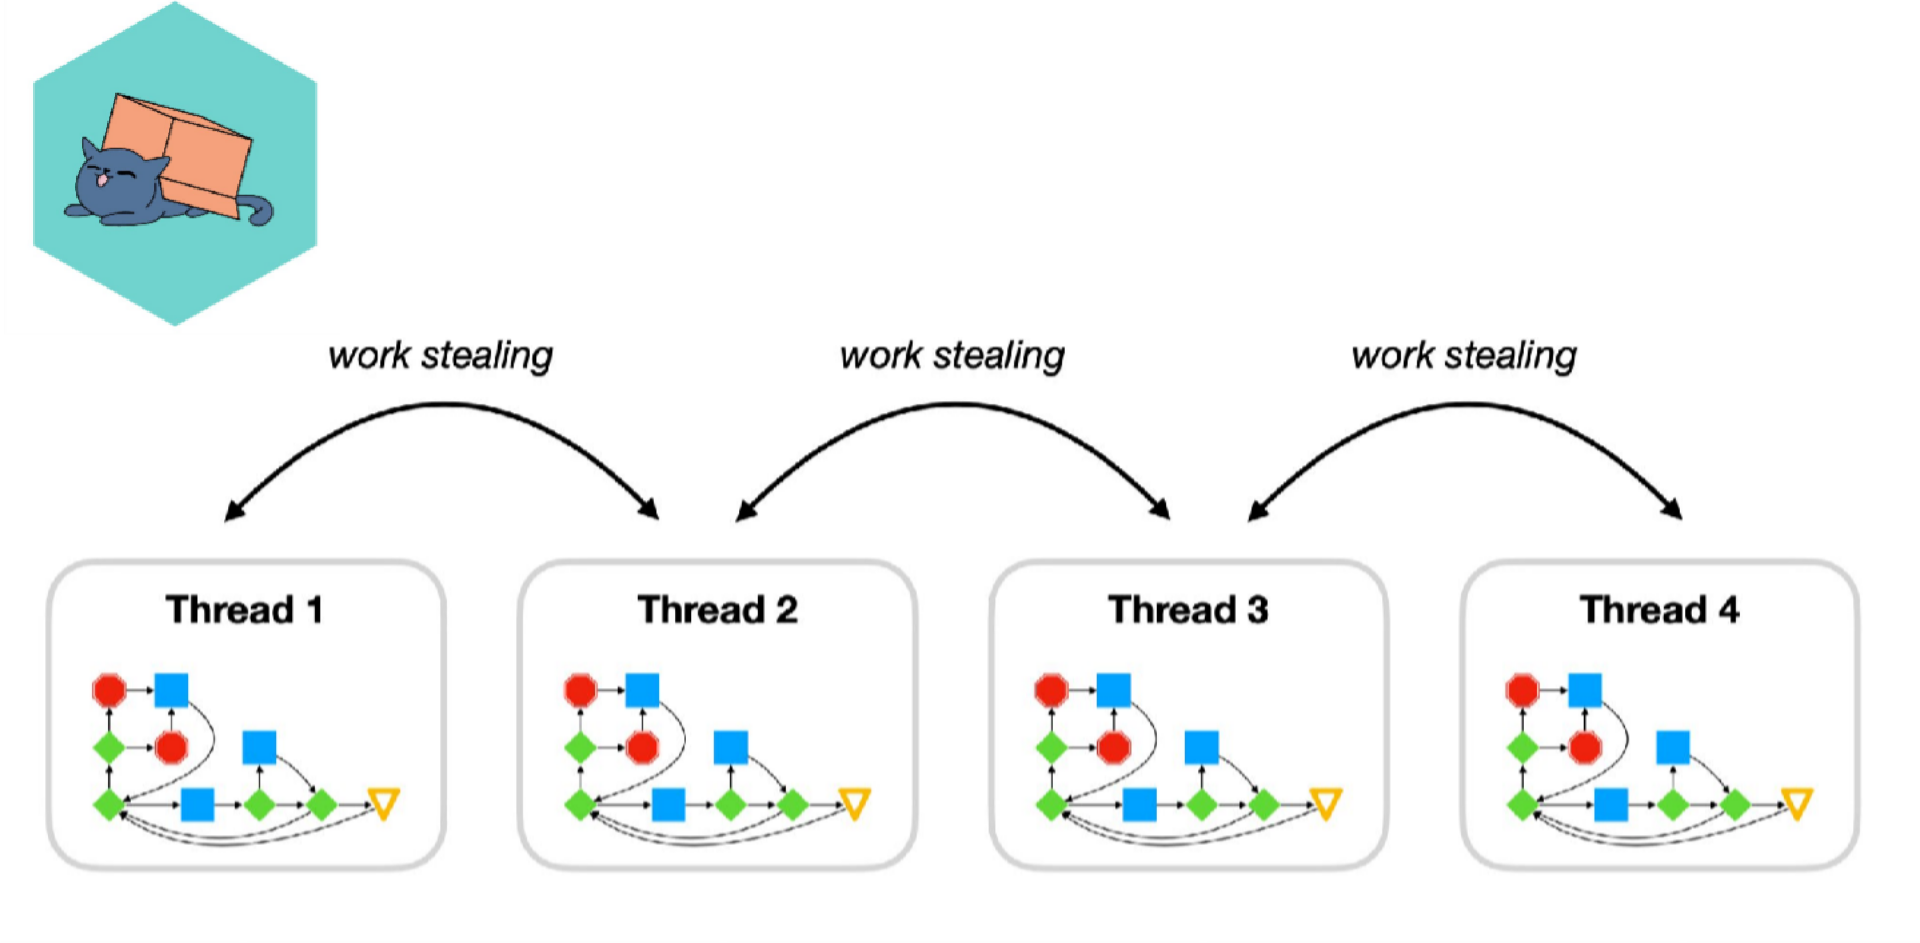 work stealing
work stealing
work stealing
Thread 1
Thread 2
Thread 3
Thread 4